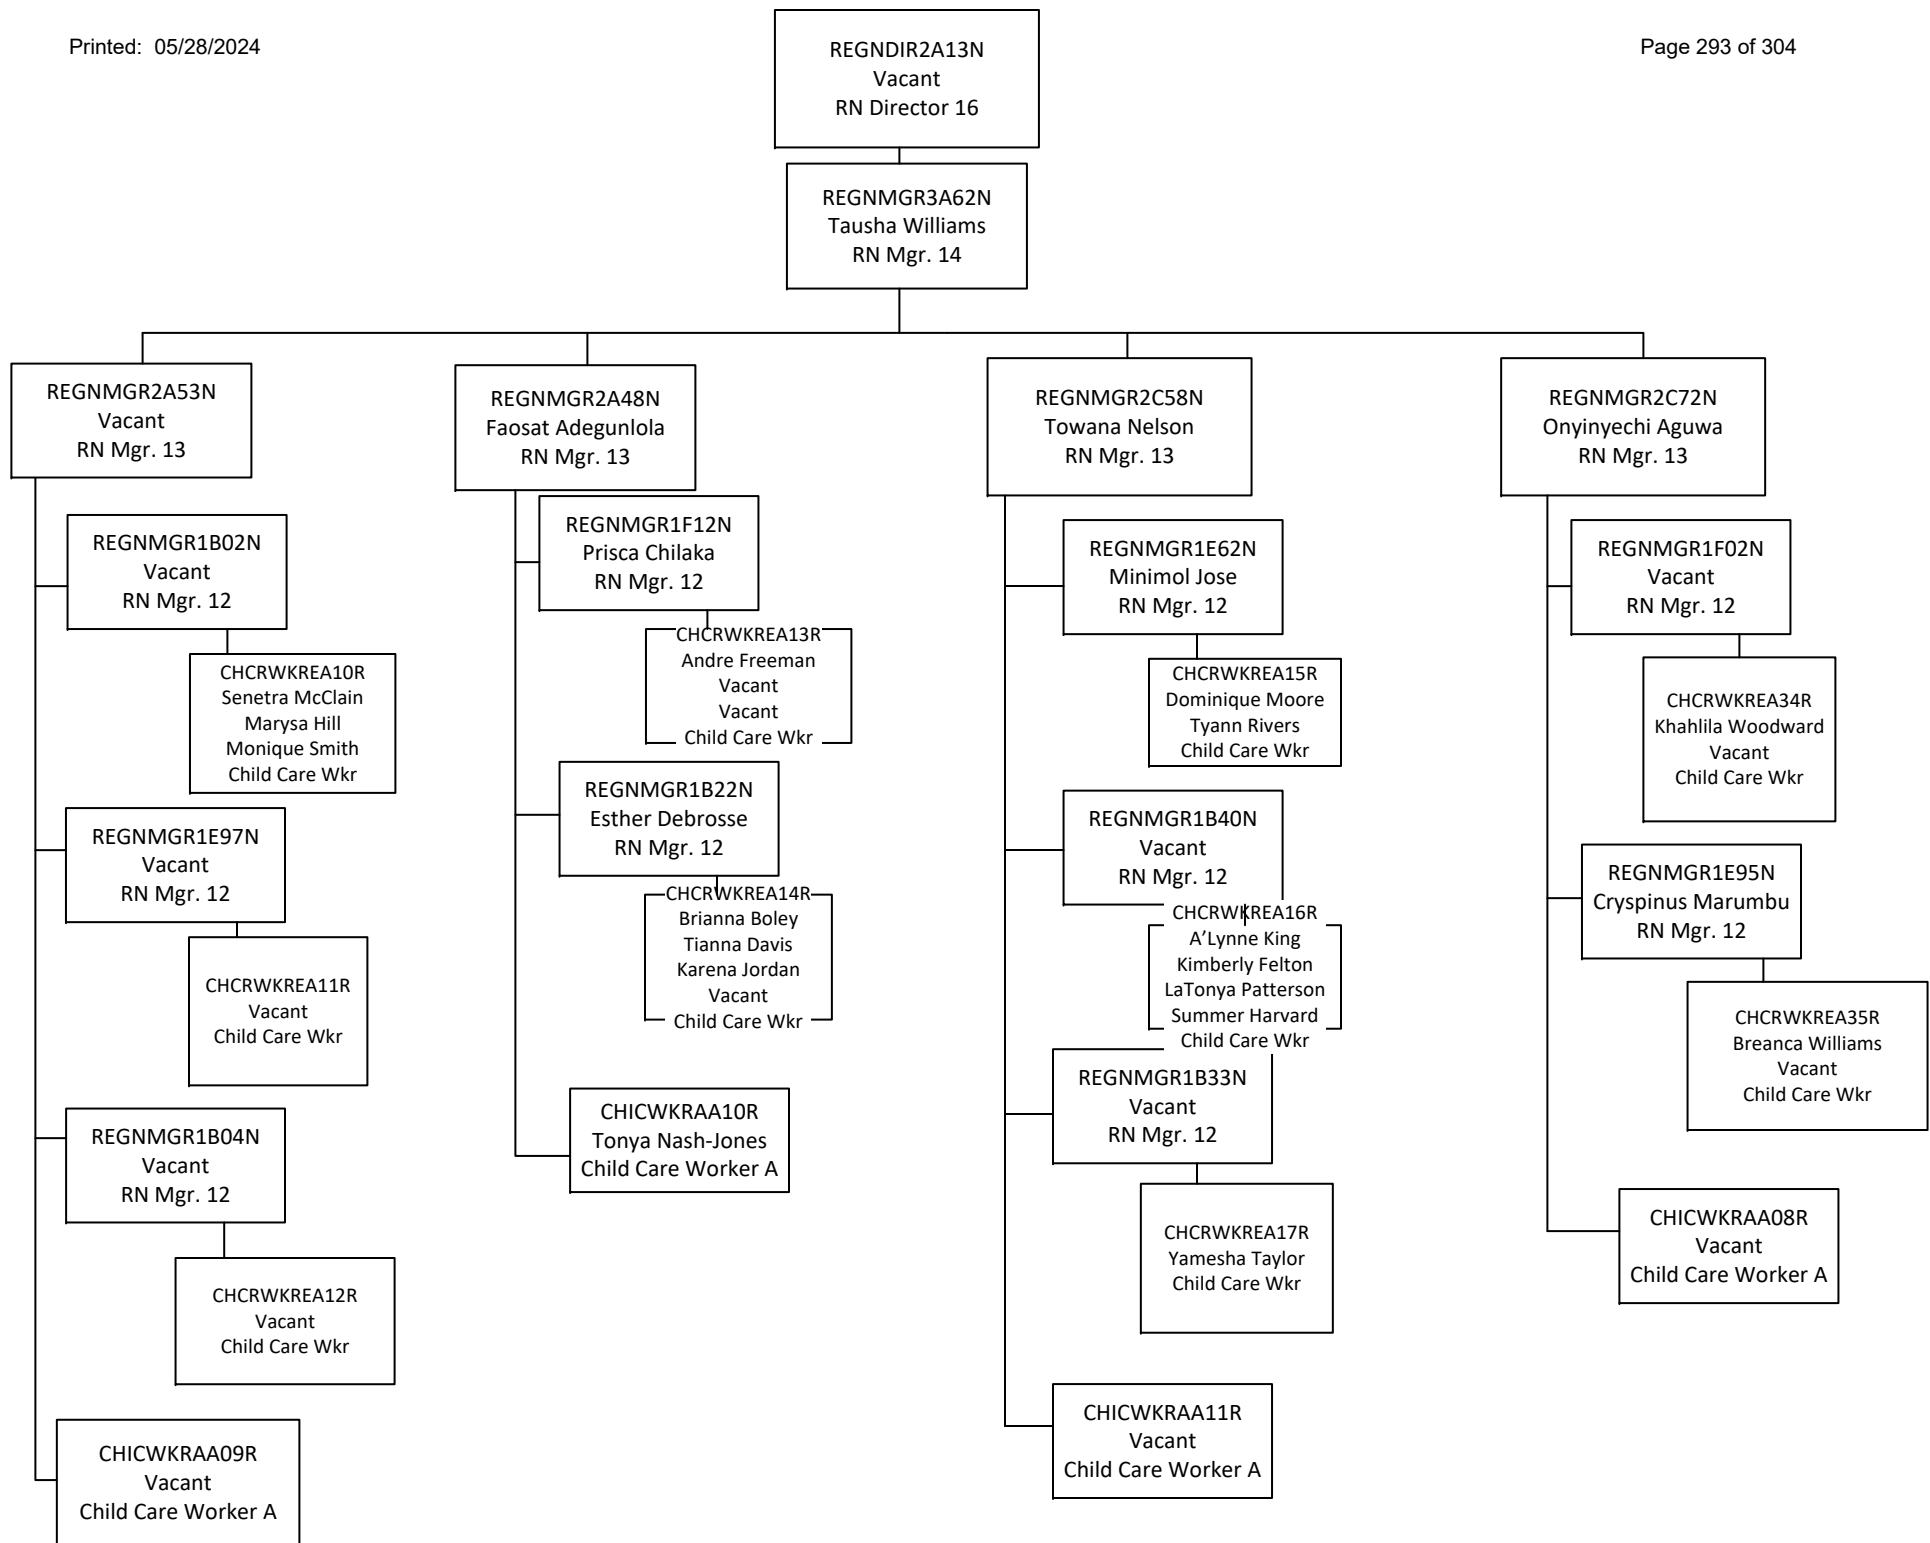 Printed: 05/28/2024
Page 293 of 304
REGNDIR2A13N
Vacant
RN Director 16
REGNMGR3A62N
Tausha Williams
RN Mgr. 14
REGNMGR2A53N
Vacant
RN Mgr. 13
REGNMGR1B02N
Vacant
RN Mgr. 12
CHCRWKREA10R
Senetra McClain
Marysa Hill
Monique Smith
Child Care Wkr
REGNMGR1E97N
Vacant
RN Mgr. 12
CHCRWKREA11R
Vacant
Child Care Wkr
REGNMGR1B04N
Vacant
RN Mgr. 12
CHCRWKREA12R
Vacant
Child Care Wkr
CHICWKRAA09R
Vacant
Child Care Worker A
REGNMGR2A48N
Faosat Adegunlola
RN Mgr. 13
REGNMGR1F12N
Prisca Chilaka
RN Mgr. 12
CHCRWKREA13R
Andre Freeman
Vacant
Vacant
Child Care Wkr
REGNMGR1B22N
Esther Debrosse
RN Mgr. 12
CHCRWKREA14R
Brianna Boley
Tianna Davis
Karena Jordan
Vacant
Child Care Wkr
CHICWKRAA10R
Tonya Nash-Jones
Child Care Worker A
REGNMGR2C58N
Towana Nelson
RN Mgr. 13
REGNMGR1E62N
Minimol Jose
RN Mgr. 12
CHCRWKREA15R
Dominique Moore
Tyann Rivers
Child Care Wkr
REGNMGR1B40N
Vacant
RN Mgr. 12
CHCRWKREA16R
A’Lynne King
Kimberly Felton
LaTonya Patterson
Summer Harvard
Child Care Wkr
REGNMGR1B33N
Vacant
RN Mgr. 12
CHCRWKREA17R
Yamesha Taylor
Child Care Wkr
CHICWKRAA11R
Vacant
Child Care Worker A
REGNMGR2C72N
Onyinyechi Aguwa
RN Mgr. 13
REGNMGR1F02N
Vacant
RN Mgr. 12
CHCRWKREA34R
Khahlila Woodward
Vacant
Child Care Wkr
REGNMGR1E95N
Cryspinus Marumbu
RN Mgr. 12
CHCRWKREA35R
Breanca Williams
Vacant
Child Care Wkr
CHICWKRAA08R
Vacant
Child Care Worker A